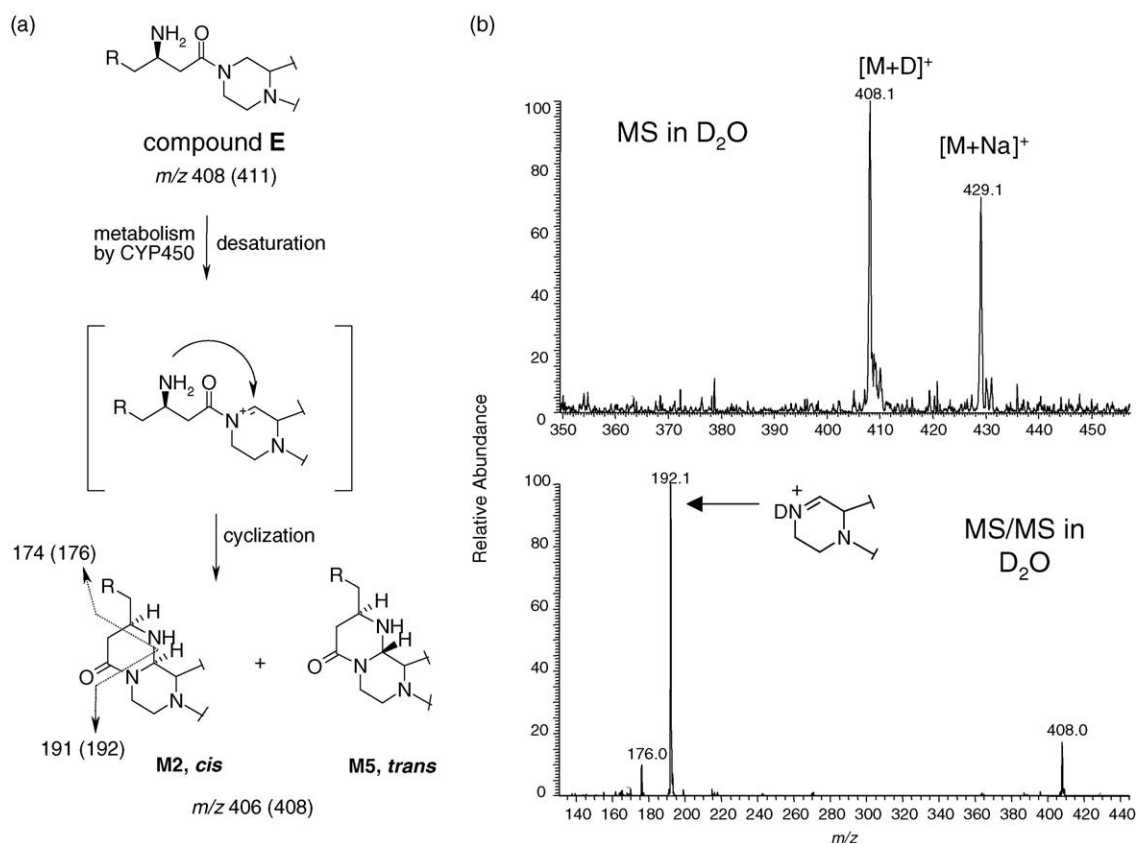 (a)
NH₂
O
R
N
N
compound E
m/z 408 (411)
metabolism
by CYP450
desaturation
NH₂
O
R
N
+
N
cyclization
174 (176)
R
H
NH
H
O
N
N
191 (192)
M2, cis
+
R
H
NH
H
O
N
N
M5, trans
m/z 406 (408)
(b)
Relative Abundance
MS in D₂O
[M+D]⁺
408.1
[M+Na]⁺
429.1
100
80
60
40
20
0
350 360 370 380 390 400 410 420 430 440 450
MS/MS in
D₂O
192.1
+
DN
N
176.0
408.0
100
80
60
40
20
0
140 160 180 200 220 240 260 280 300 320 340 360 380 400 420 440
m/z